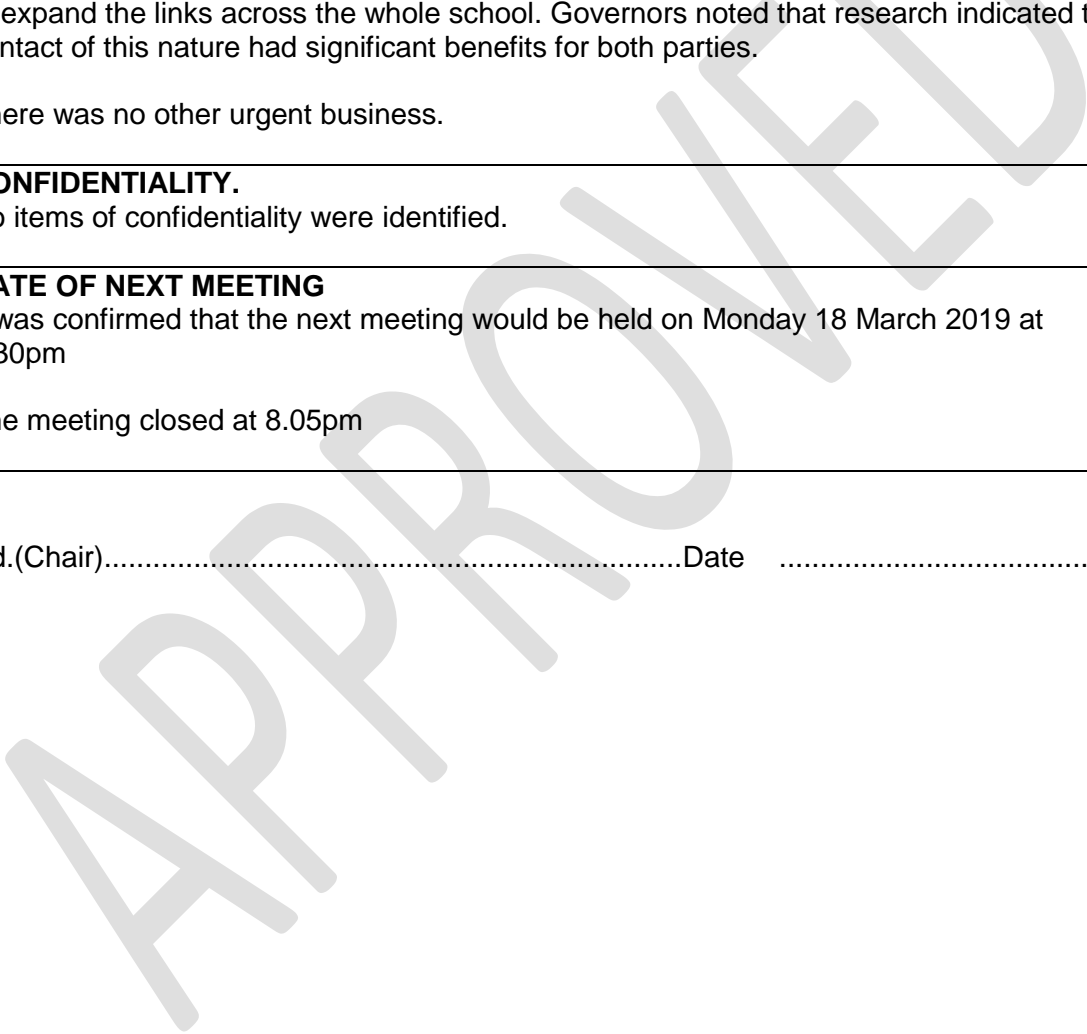 expand the links across the whole school. Governors noted that research indicated
ntact of this nature had significant benefits for both parties.
here was no other urgent business.
ONFIDENTIALITY.
o items of confidentiality were identified.
ATE OF NEXT MEETING
was confirmed that the next meeting would be held on Monday 18 March 2019 at
30pm
he meeting closed at 8.05pm
d.(Chair).......................................................................Date ......................................
APPROVED